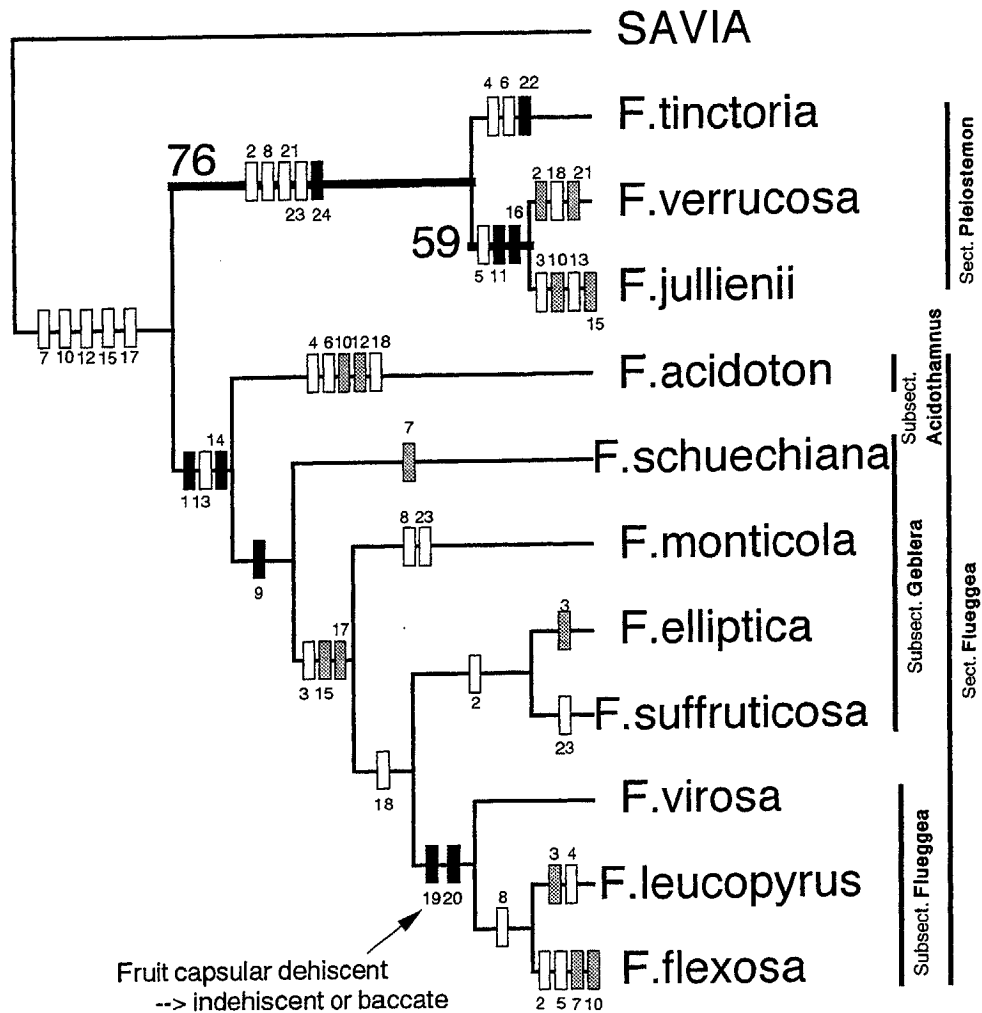 SAVIA
4 6 22
F.tinctoria
76
2 8 21
23 24
2 18 21
F.verrucosa
16
59
5 11
3 10 13
F.jullienii
15
Sect. Pleiostemon
7 10 12 15 17
4 6 10 12 18
F.acidoton
Subsect. Acidothamnus
14
1 13
7
F.schuechiana
9
8 23
F.monticola
17
3 15
3
F.elliptica
2
F.suffruticosa
23
Subsect. Geblera
Sect. Flueggea
18
F.virosa
19 20
3 4
F.leucopyrus
8
F.flexosa
2 5 7 10
Subsect. Flueggea
Fruit capsular dehiscent
--> indehiscent or baccate